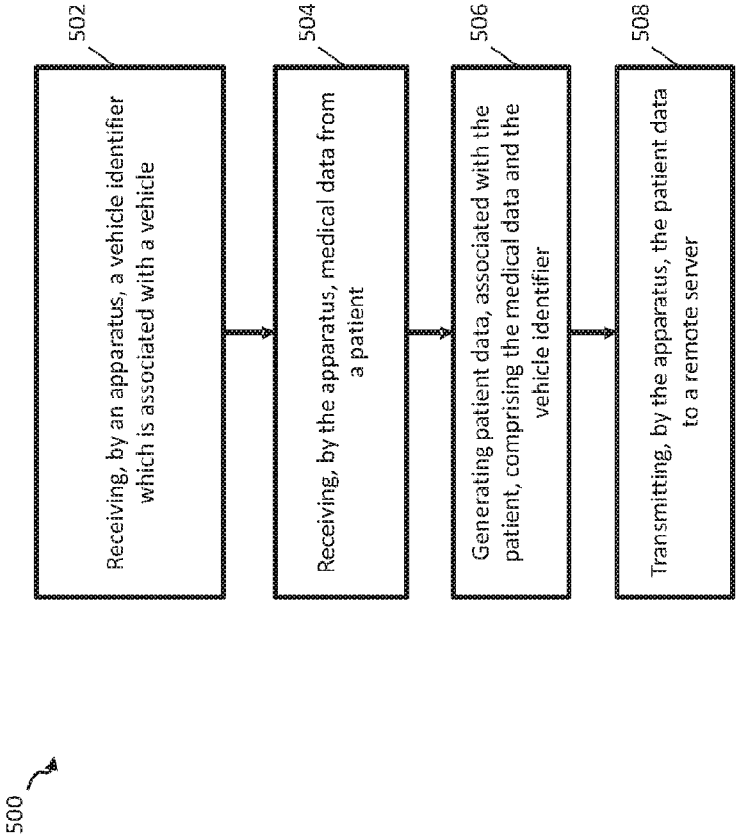 500
502
Receiving, by an apparatus, a vehicle identifier
which is associated with a vehicle
504
Receiving, by the apparatus, medical data from
a patient
506
Generating patient data, associated with the
patient, comprising the medical data and the
vehicle identifier
508
Transmitting, by the apparatus, the patient data
to a remote server